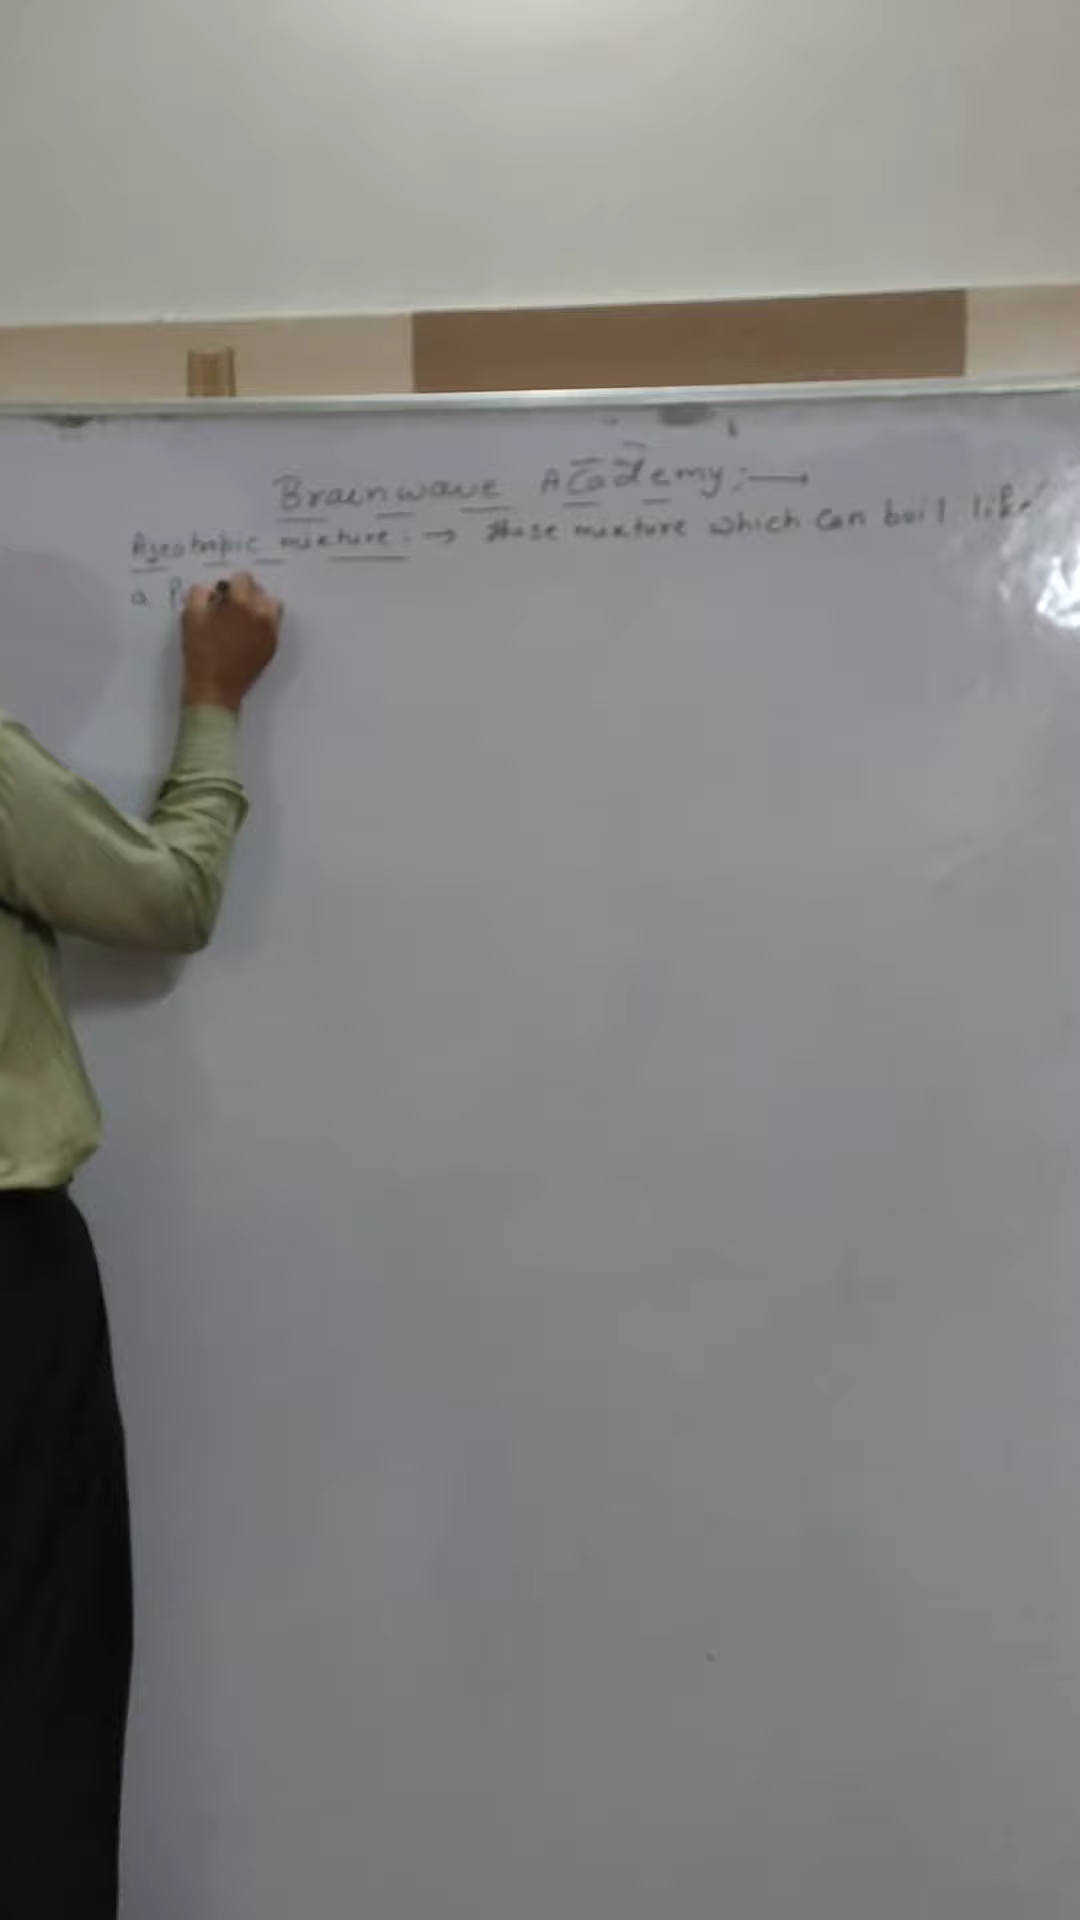 Brainwave Academy:→
Azeotropic mixture:→ those mixture which can boil like
a